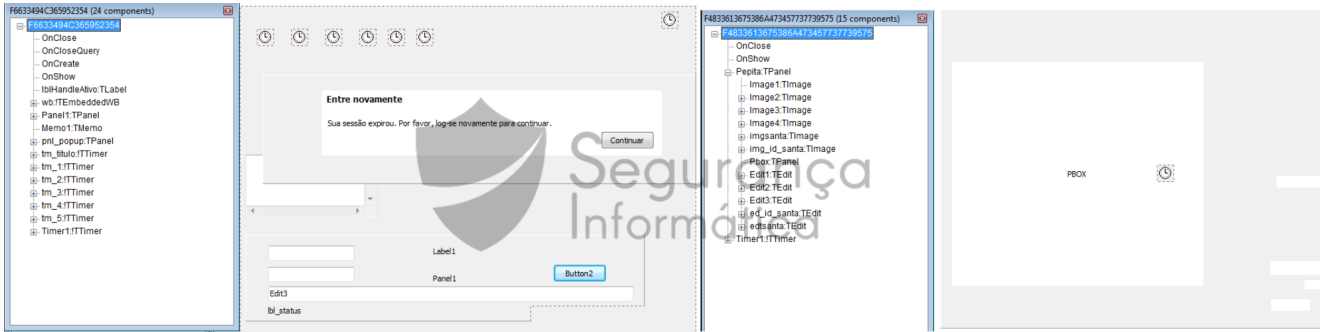 F6633494C365952354 (24 components)
F6633494C365952354
OnClose
OnCloseQuery
OnCreate
OnShow
lblHandleAtivo:TLabel
wb:!TEmbeddedWB
Panel1:TPanel
Memo1:TMemo
pnl_popup:TPanel
tm_titulo:!TTimer
tm_1:!TTimer
tm_2:!TTimer
tm_3:!TTimer
tm_4:!TTimer
tm_5:!TTimer
Timer1:!TTimer
Entre novamente
Sua sessão expirou. Por favor, log-se novamente para continuar.
Continuar
Label1
Panel1
Button2
Edit3
lbl_status
Segurança
Informática
F4833613675386A473457737739575 (15 components)
F4833613675386A473457737739575
OnClose
OnShow
Pepita:TPanel
Image1:TImage
Image2:TImage
Image3:TImage
Image4:TImage
imgsanta:TImage
img_id_santa:TImage
Pbox:TPanel
Edit1:TEdit
Edit2:TEdit
Edit3:TEdit
ed_id_santa:TEdit
edtsanta:TEdit
Timer1:!TTimer
PBOX